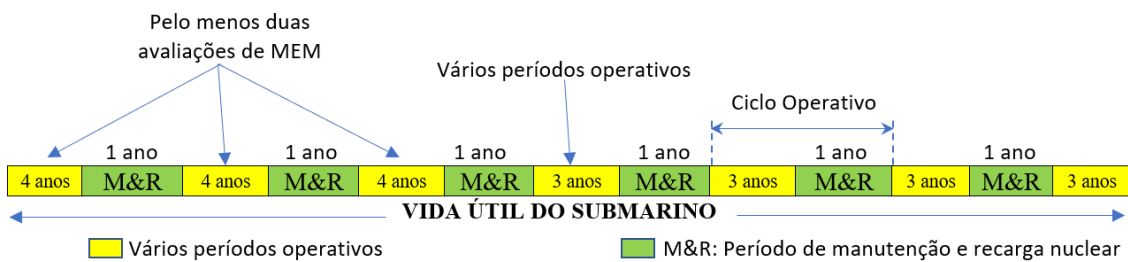 Pelo menos duas
avaliações de MEM
Vários períodos operativos
Ciclo Operativo
1 ano 1 ano 1 ano 1 ano 1 ano 1 ano
4 anos M&R 4 anos M&R 4 anos M&R 3 anos M&R 3 anos M&R 3 anos M&R 3 anos
VIDA ÚTIL DO SUBMARINO
Vários períodos operativos M&R: Período de manutenção e recarga nuclear